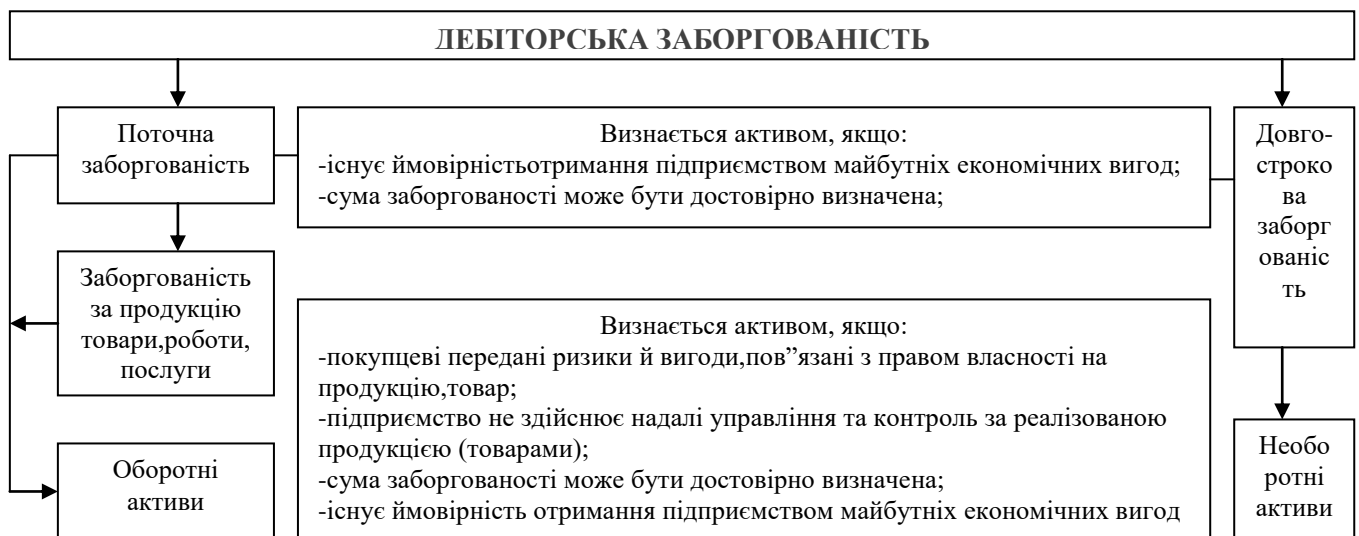 ДЕБІТОРСЬКА ЗАБОРГОВАНІСТЬ
Поточна
заборгованість
Визнається активом, якщо:
-існує ймовірністьотримання підприємством майбутніх економічних вигод;
-сума заборгованості може бути достовірно визначена;
Довго-
строко
ва
заборг
ованіс
ть
Заборгованість
за продукцію
товари,роботи,
послуги
Визнається активом, якщо:
-покупцеві передані ризики й вигоди,пов”язані з правом власності на
продукцію,товар;
-підприємство не здійснює надалі управління та контроль за реалізованою
продукцією (товарами);
-сума заборгованості може бути достовірно визначена;
-існує ймовірність отримання підприємством майбутніх економічних вигод
Оборотні
активи
Необо
ротні
активи